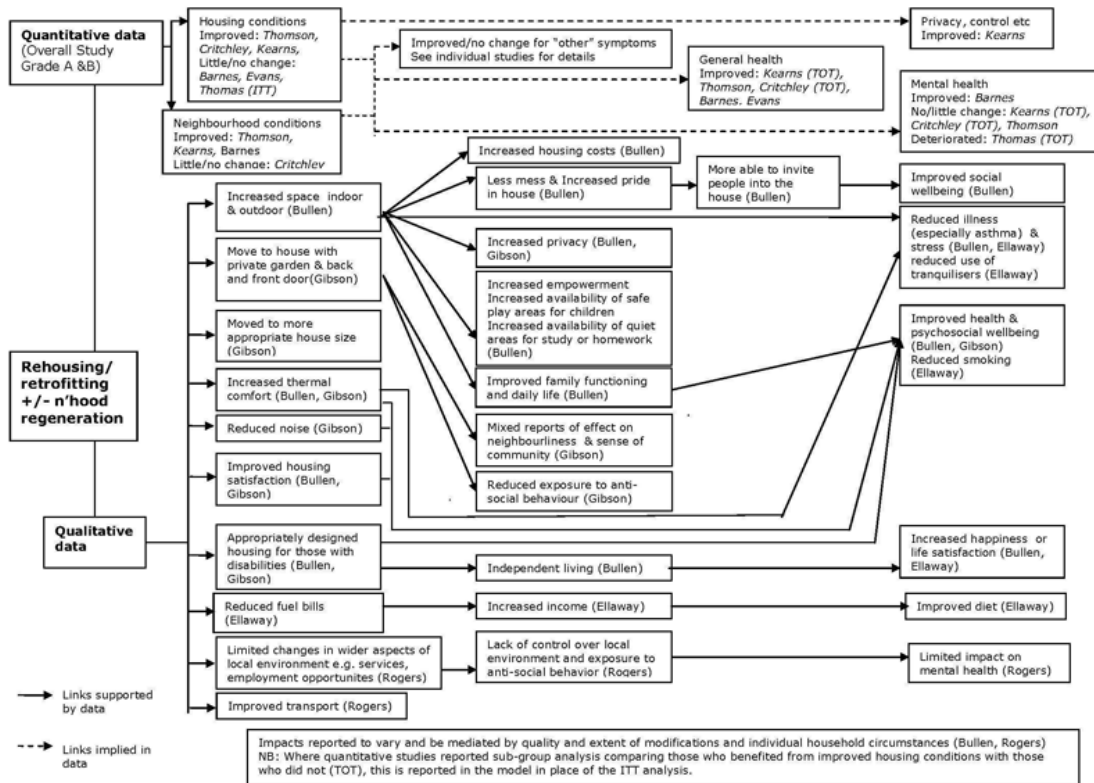 Quantitative data
(Overall Study
Grade A &B)
Housing conditions
Improved: Thomson,
Critchley, Kearns,
Little/no change:
Barnes, Evans,
Thomas (ITT)
Neighbourhood conditions
Improved: Thomson,
Kearns, Barnes
Little/no change: Critchley
Improved/no change for "other" symptoms
See individual studies for details
General health
Improved: Kearns (TOT),
Thomson, Critchley (TOT),
Barnes. Evans
Privacy, control etc
Improved: Kearns
Mental health
Improved: Barnes
No/little change: Kearns (TOT),
Critchley (TOT), Thomson
Deteriorated: Thomas (TOT)
Rehousing/
retrofitting
+/- n'hood
regeneration
Qualitative
data
Increased space indoor
& outdoor (Bullen)
Move to house with
private garden & back
and front door(Gibson)
Moved to more
appropriate house size
(Gibson)
Increased thermal
comfort (Bullen, Gibson)
Reduced noise (Gibson)
Improved housing
satisfaction (Bullen,
Gibson)
Appropriately designed
housing for those with
disabilities (Bullen,
Gibson)
Reduced fuel bills
(Ellaway)
Limited changes in wider aspects of
local environment e.g. services,
employment opportunites (Rogers)
Improved transport (Rogers)
Increased housing costs (Bullen)
Less mess & Increased pride
in house (Bullen)
More able to invite
people into the
house (Bullen)
Increased privacy (Bullen,
Gibson)
Increased empowerment
Increased availability of safe
play areas for children
Increased availability of quiet
areas for study or homework
(Bullen)
Improved family functioning
and daily life (Bullen)
Mixed reports of effect on
neighbourliness & sense of
community (Gibson)
Reduced exposure to anti-
social behaviour (Gibson)
Independent living (Bullen)
Increased income (Ellaway)
Lack of control over local
environment and exposure to
anti-social behavior (Rogers)
Improved social
wellbeing (Bullen)
Reduced illness
(especially asthma) &
stress (Bullen, Ellaway)
reduced use of
tranquilisers (Ellaway)
Improved health &
psychosocial wellbeing
(Bullen, Gibson)
Reduced smoking
(Ellaway)
Increased happiness or
life satisfaction (Bullen,
Ellaway)
Improved diet (Ellaway)
Limited impact on
mental health (Rogers)
Links supported
by data
Links implied in
data
Impacts reported to vary and be mediated by quality and extent of modifications and individual household circumstances (Bullen, Rogers)
NB: Where quantitative studies reported sub-group analysis comparing those who benefited from improved housing conditions with those
who did not (TOT), this is reported in the model in place of the ITT analysis.